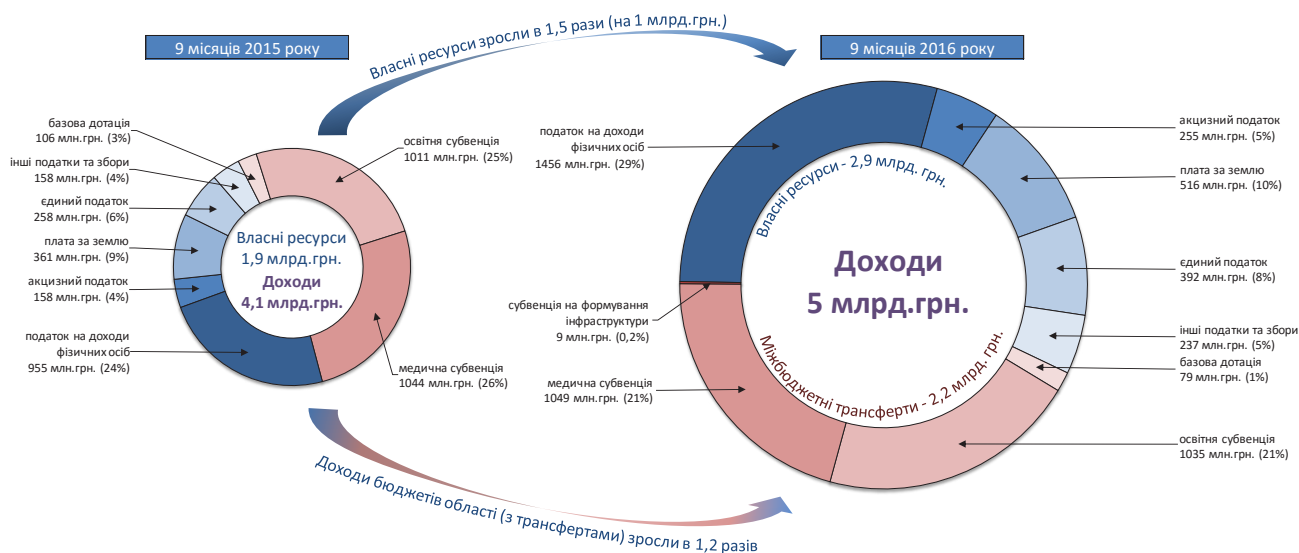 9 місяців 2015 року
Власні ресурси зросли в 1,5 рази (на 1 млрд.грн.)
9 місяців 2016 року
базова дотація
106 млн.грн. (3%)
інші податки та збори
158 млн.грн. (4%)
єдиний податок
258 млн.грн. (6%)
плата за землю
361 млн.грн. (9%)
акцизний податок
158 млн.грн. (4%)
податок на доходи
фізичних осіб
955 млн.грн. (24%)
освітня субвенція
1011 млн.грн. (25%)
медична субвенція
1044 млн.грн. (26%)
Власні ресурси
1,9 млрд.грн.
Доходи
4,1 млрд.грн.
податок на доходи
фізичних осіб
1456 млн.грн. (29%)
субвенція на формування
інфраструктури
9 млн.грн. (0,2%)
медична субвенція
1049 млн.грн. (21%)
Власні ресурси - 2,9 млрд. грн.
Доходи
5 млрд.грн.
Міжбюджетні трансферти - 2,2 млрд. грн.
акцизний податок
255 млн.грн. (5%)
плата за землю
516 млн.грн. (10%)
єдиний податок
392 млн.грн. (8%)
інші податки та збори
237 млн.грн. (5%)
базова дотація
79 млн.грн. (1%)
освітня субвенція
1035 млн.грн. (21%)
Доходи бюджетів області (з трансфертами) зросли в 1,2 разів